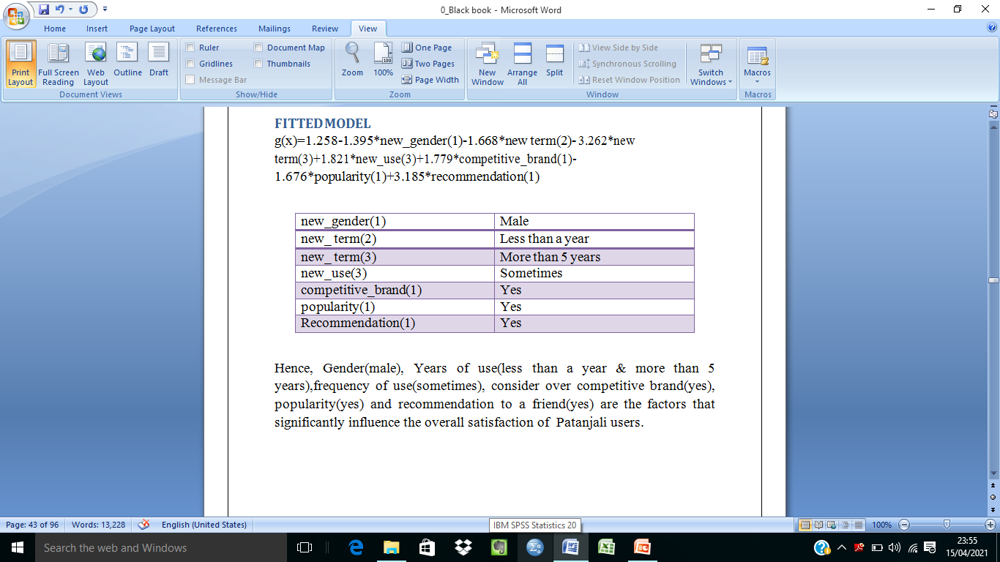 0_Black book - Microsoft Word
Home Insert Page Layout References Mailings Review View
Ruler Document Map One Page View Side by Side
Gridlines Thumbnails Two Pages Synchronous Scrolling
Message Bar Page Width Reset Window Position
Print Layout Full Screen Reading Web Layout Outline Draft Zoom 100% New Window Arrange All Split Switch Windows Macros
Document Views Show/Hide Zoom Window Macros
FITTED MODEL
g(x)=1.258-1.395*new_gender(1)-1.668*new term(2)- 3.262*new
term(3)+1.821*new_use(3)+1.779*competitive_brand(1)-
1.676*popularity(1)+3.185*recommendation(1)
new_gender(1) Male
new_ term(2) Less than a year
new_ term(3) More than 5 years
new_use(3) Sometimes
competitive_brand(1) Yes
popularity(1) Yes
Recommendation(1) Yes
Hence, Gender(male), Years of use(less than a year & more than 5
years),frequency of use(sometimes), consider over competitive brand(yes),
popularity(yes) and recommendation to a friend(yes) are the factors that
significantly influence the overall satisfaction of Patanjali users.
Page: 43 of 96 Words: 13,228 English (United States) IBM SPSS Statistics 20 100%
Search the web and Windows
23:55
15/04/2021